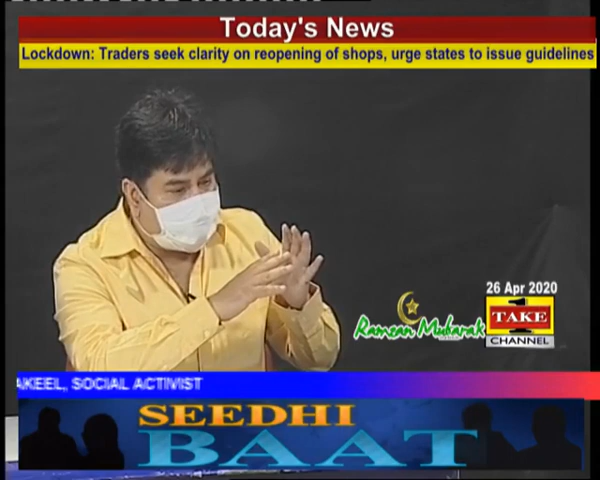 Today's News
Lockdown: Traders seek clarity on reopening of shops, urge states to issue guidelines
26 Apr 2020
1
TAKE
CHANNEL
Ramzan Mubarak
AKEEL, SOCIAL ACTIVIST
SEEDHI
BAAT